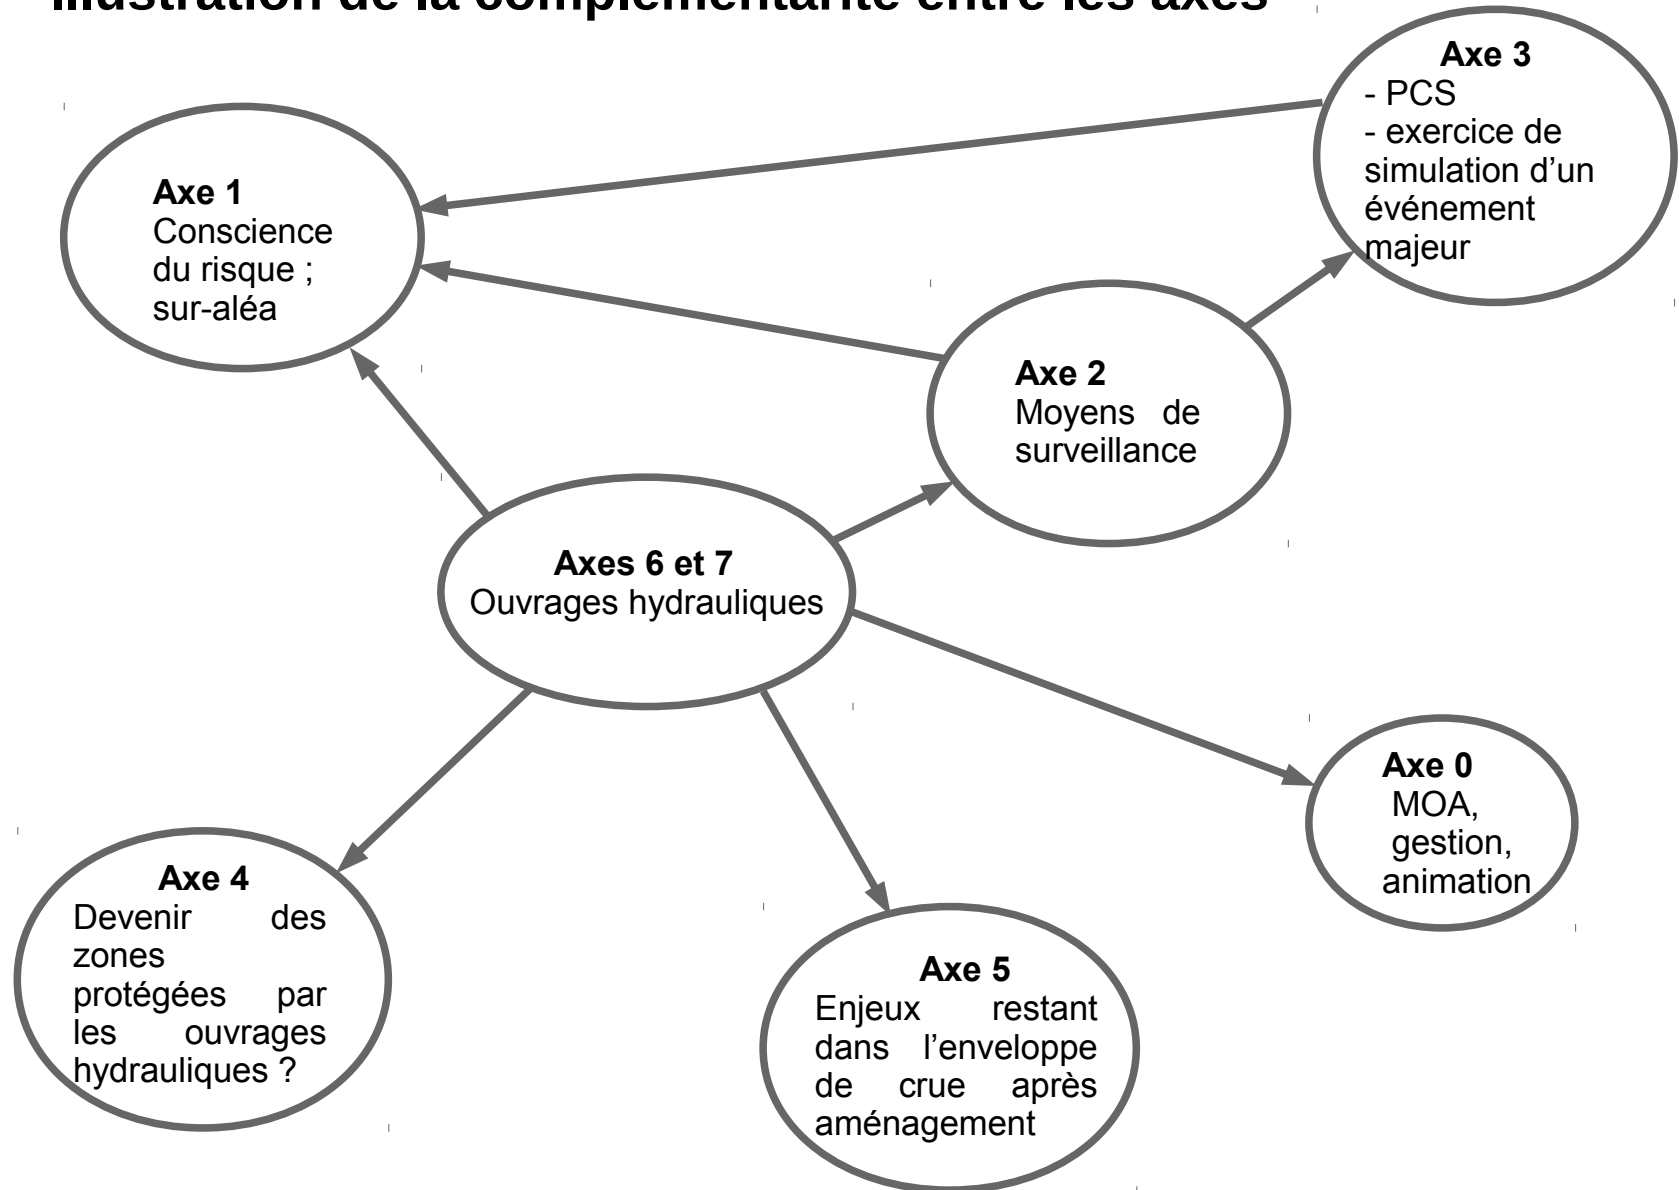 Illustration de la complémentarité entre les axes
Axe 3
- PCS
- exercice de
simulation d’un
événement
majeur
Axe 1
Conscience
du risque ;
sur-aléa
Axe 2
Moyens de
surveillance
Axes 6 et 7
Ouvrages hydrauliques
Axe 0
MOA,
gestion,
animation
Axe 4
Devenir des
zones
protégées par
les ouvrages
hydrauliques ?
Axe 5
Enjeux restant
dans l’enveloppe
de crue après
aménagement